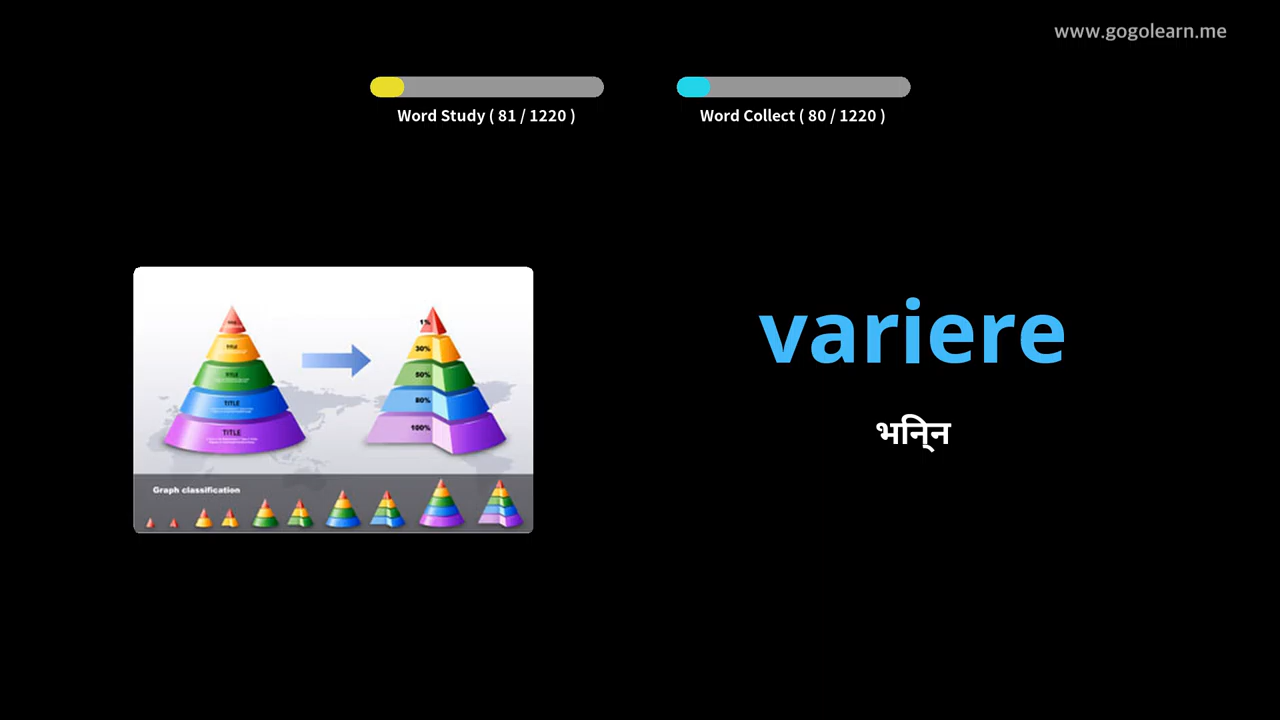 www.gogolearn.me
Word Study ( 81 / 1220 )
Word Collect ( 80 / 1220 )
variere
भिन्न
TITLE
TITLE
TITLE
TITLE
1%
30%
50%
80%
100%
Graph classification